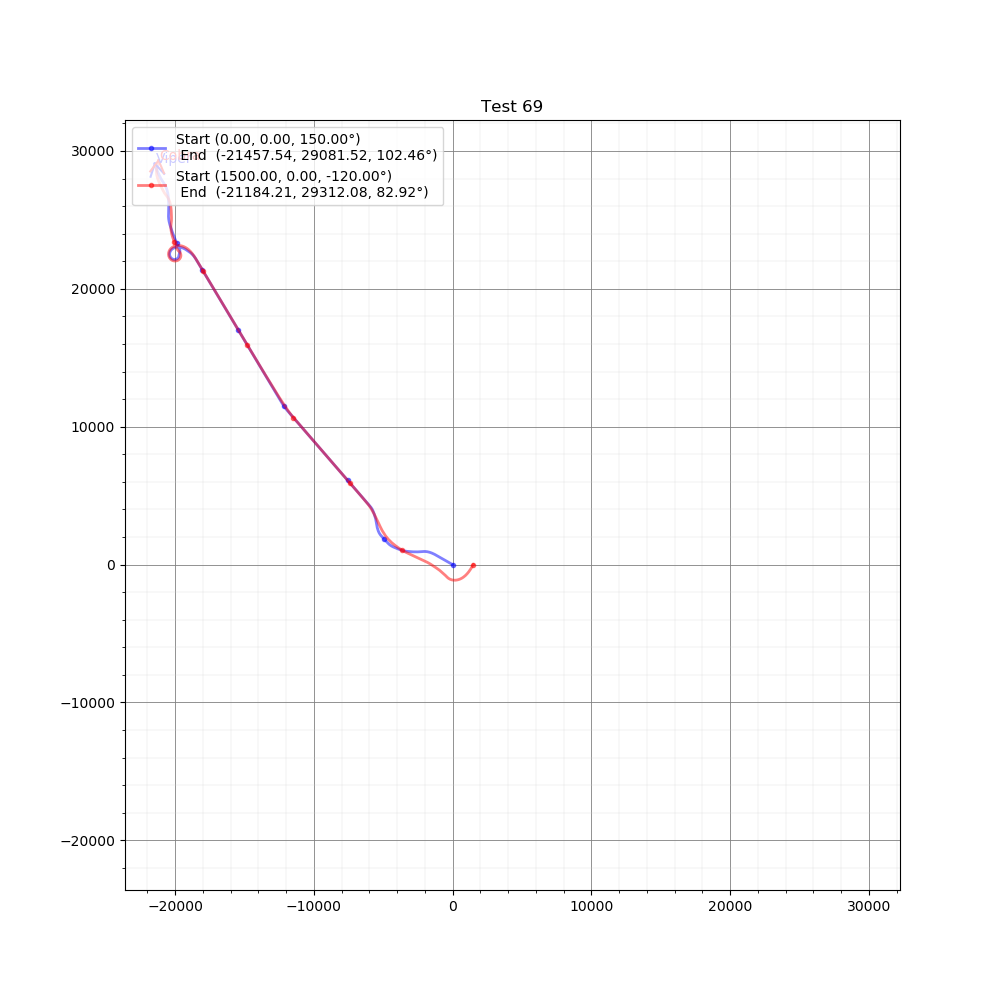 Test 69
Start (0.00, 0.00, 150.00°)
End (-21457.54, 29081.52, 102.46°)
Start (1500.00, 0.00, -120.00°)
End (-21184.21, 29312.08, 82.92°)
30000
20000
10000
0
−10000
−20000
−20000 −10000 0 10000 20000 30000